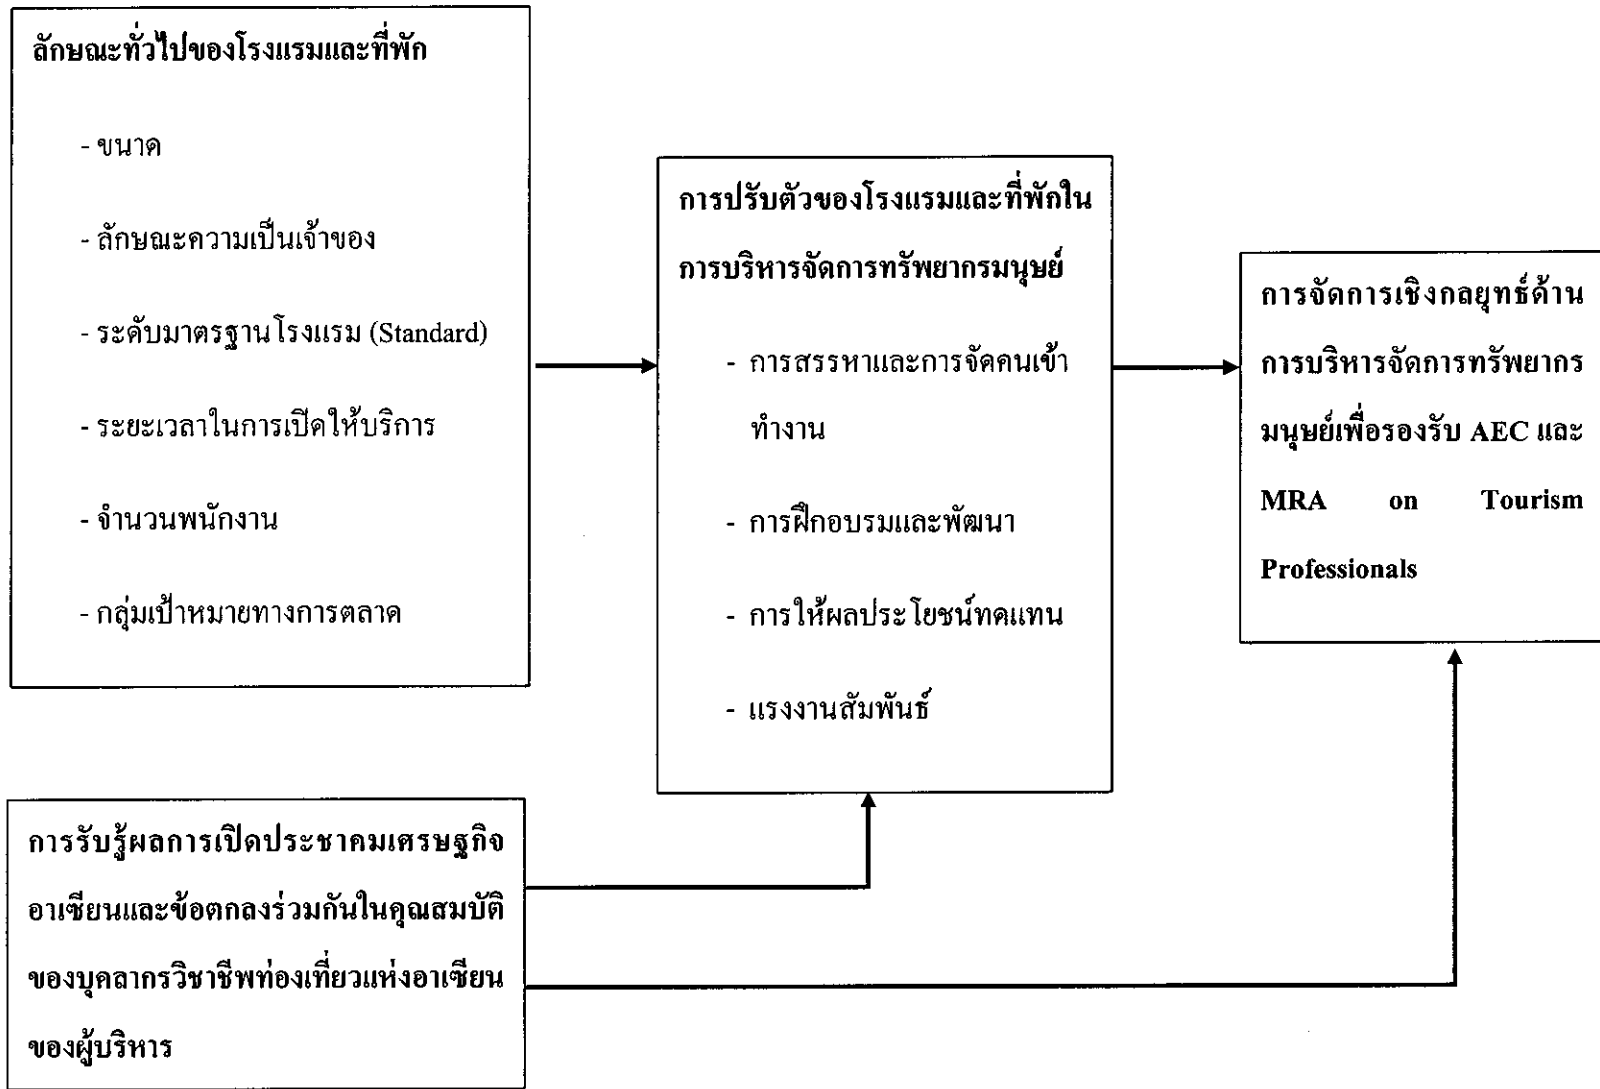 ลักษณะทั่วไปของโรงแรมและที่พัก
- ขนาด
- ลักษณะความเป็นเจ้าของ
- ระดับมาตรฐานโรงแรม (Standard)
- ระยะเวลาในการเปิดให้บริการ
- จำนวนพนักงาน
- กลุ่มเป้าหมายทางการตลาด
การปรับตัวของโรงแรมและที่พักใน
การบริหารจัดการทรัพยากรมนุษย์
- การสรรหาและการจัดคนเข้า
ทำงาน
- การฝึกอบรมและพัฒนา
- การให้ผลประโยชน์ทดแทน
- แรงงานสัมพันธ์
การจัดการเชิงกลยุทธ์ด้าน
การบริหารจัดการทรัพยากร
มนุษย์เพื่อรองรับ AEC และ
MRA on Tourism
Professionals
การรับรู้ผลการเปิดประชาคมเศรษฐกิจ
อาเซียนและข้อตกลงร่วมกันในคุณสมบัติ
ของบุคลากรวิชาชีพท่องเที่ยวแห่งอาเซียน
ของผู้บริหาร